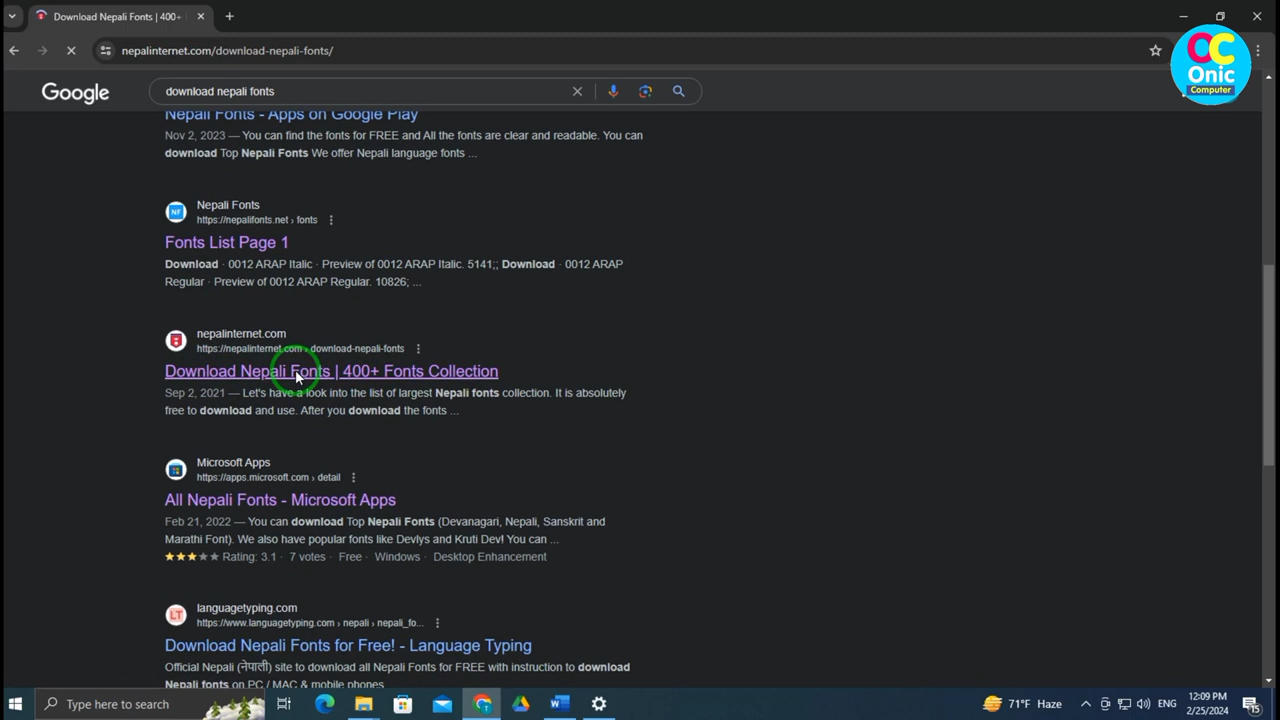 Download Nepali Fonts | 400+
nepalinternet.com/download-nepali-fonts/
OC
Onic
Computer
Google
download nepali fonts
Nepali Fonts - Apps on Google Play
Nov 2, 2023 — You can find the fonts for FREE and All the fonts are clear and readable. You can
download Top Nepali Fonts We offer Nepali language fonts ...
NF
Nepali Fonts
https://nepalifonts.net › fonts
Fonts List Page 1
Download · 0012 ARAP Italic · Preview of 0012 ARAP Italic. 5141;; Download · 0012 ARAP
Regular · Preview of 0012 ARAP Regular. 10826; ...
nepalinternet.com
https://nepalinternet.com › download-nepali-fonts
Download Nepali Fonts | 400+ Fonts Collection
Sep 2, 2021 — Let's have a look into the list of largest Nepali fonts collection. It is absolutely
free to download and use. After you download the fonts ...
Microsoft Apps
https://apps.microsoft.com › detail
All Nepali Fonts - Microsoft Apps
Feb 21, 2022 — You can download Top Nepali Fonts (Devanagari, Nepali, Sanskrit and
Marathi Font). We also have popular fonts like Devlys and Kruti Dev! You can ...
Rating: 3.1 · 7 votes · Free · Windows · Desktop Enhancement
LT
languagetyping.com
https://www.languagetyping.com › nepali › nepali_fo...
Download Nepali Fonts for Free! - Language Typing
Official Nepali (नेपाली) site to download all Nepali Fonts for FREE with instruction to download
Nepali fonts on PC / MAC & mobile phones
Type here to search
71°F Haze
ENG
12:09 PM
2/25/2024
15